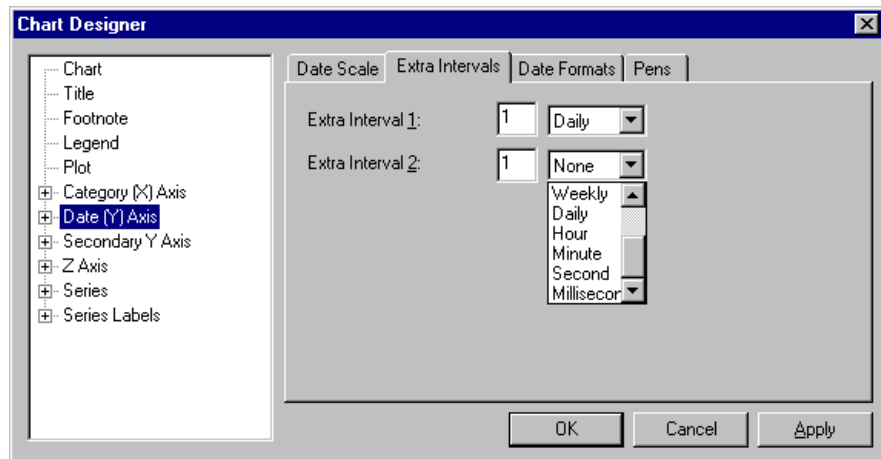 Chart Designer
Chart
Title
Footnote
Legend
Plot
Category (X) Axis
Date (Y) Axis
Secondary Y Axis
Z Axis
Series
Series Labels
Date Scale Extra Intervals Date Formats Pens
Extra Interval 1: 1 Daily
Extra Interval 2: 1 None
Weekly
Daily
Hour
Minute
Second
Millisecor
OK Cancel Apply